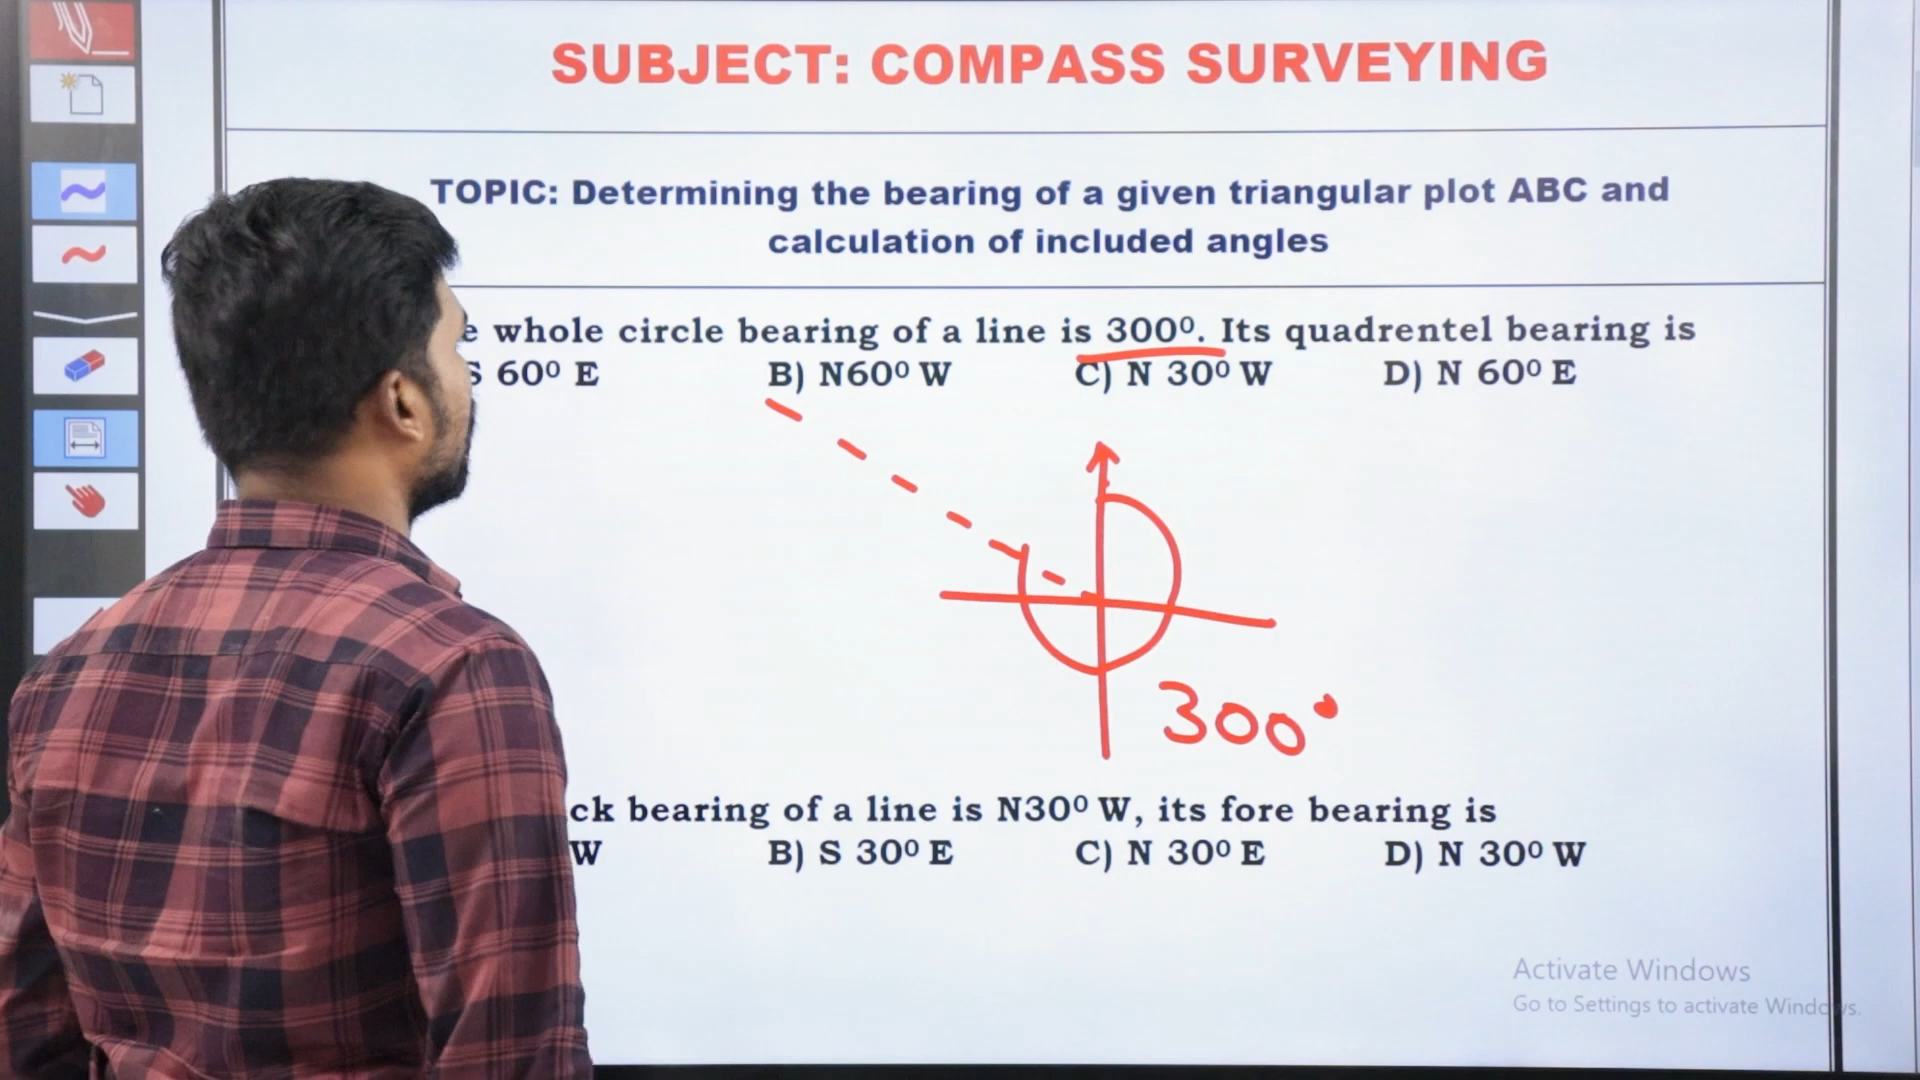 SUBJECT: COMPASS SURVEYING
TOPIC: Determining the bearing of a given triangular plot ABC and
calculation of included angles
whole circle bearing of a line is 300⁰. Its quadrentel bearing is
60⁰ E B) N60⁰ W C) N 30⁰ W D) N 60⁰ E
300°
bearing of a line is N30⁰ W, its fore bearing is
W B) S 30⁰ E C) N 30⁰ E D) N 30⁰ W
Activate Windows
Go to Settings to activate Windows.